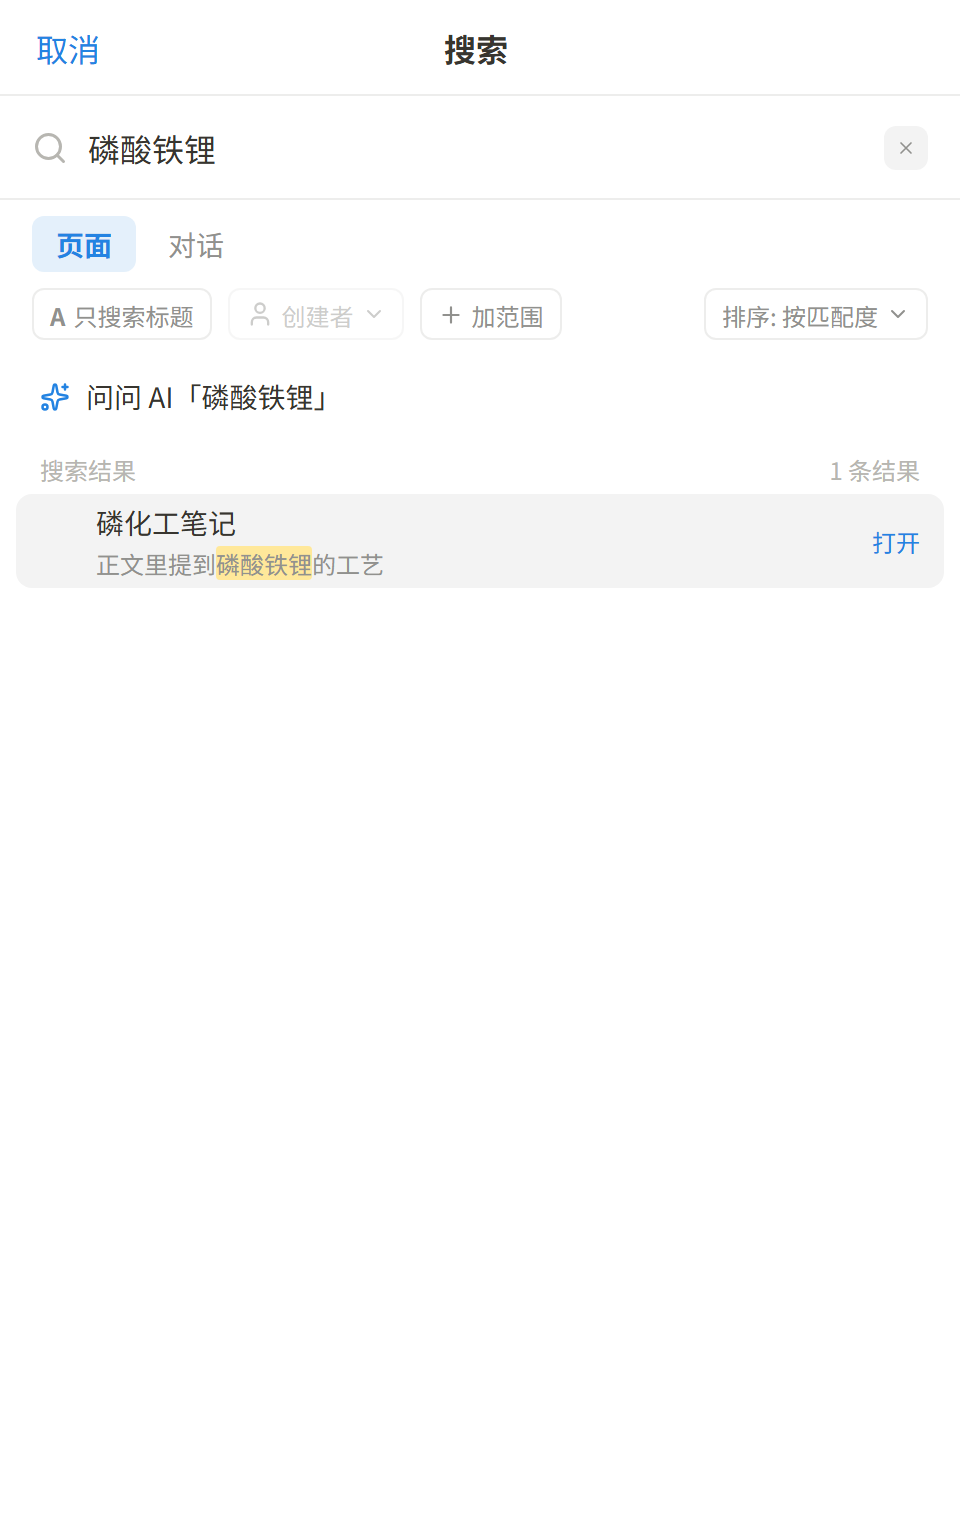 取消
搜索
磷酸铁锂
页面
对话
A 只搜索标题
创建者
加范围
排序: 按匹配度
问问 AI「磷酸铁锂」
搜索结果
1 条结果
磷化工笔记
正文里提到磷酸铁锂的工艺
打开